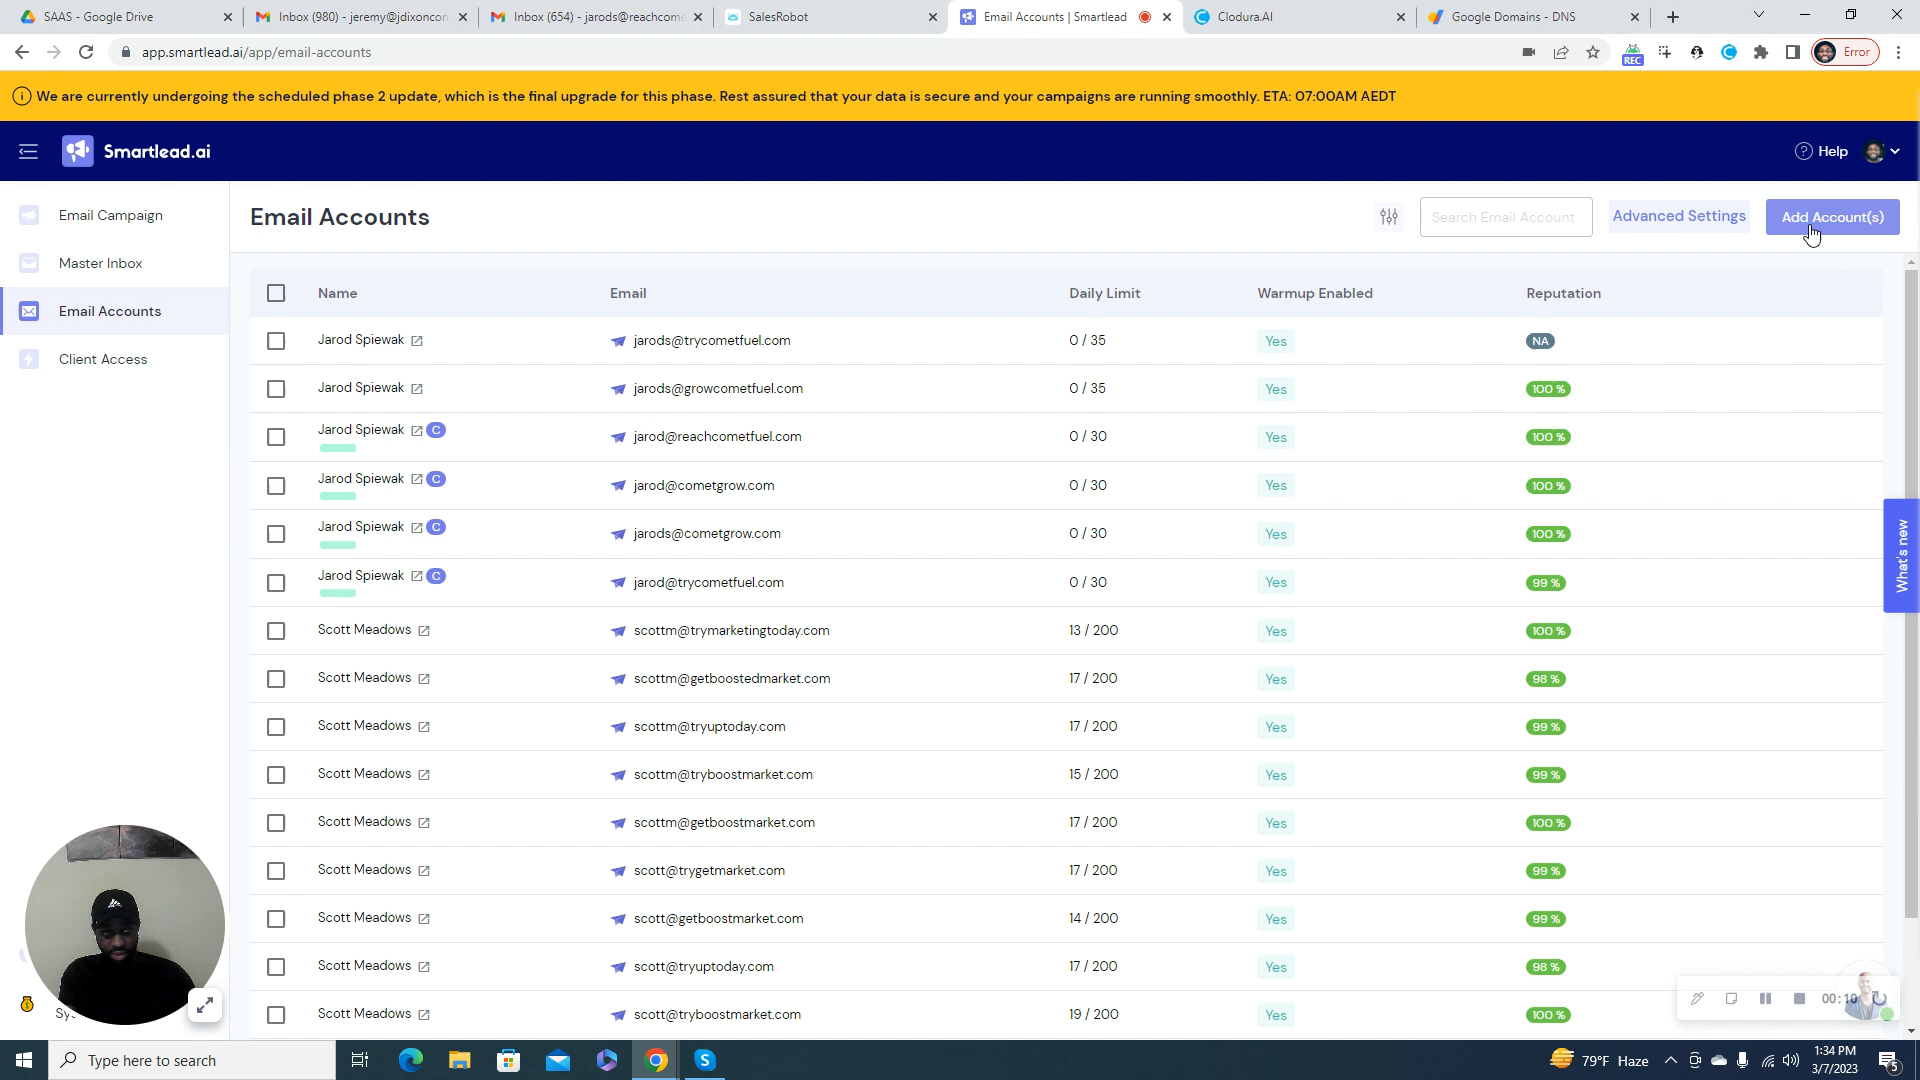 SAAS - Google Drive
Inbox (980) - jeremy@jdixoncon
Inbox (654) - jarods@reachcome
SalesRobot
Email Accounts | Smartlead
Clodura.AI
Google Domains - DNS
app.smartlead.ai/app/email-accounts
REC
Error
We are currently undergoing the scheduled phase 2 update, which is the final upgrade for this phase. Rest assured that your data is secure and your campaigns are running smoothly. ETA: 07:00AM AEDT
Smartlead.ai
Help
Email Campaign
Master Inbox
Email Accounts
Client Access
Email Accounts
Search Email Account
Advanced Settings
Add Account(s)
Name Email Daily Limit Warmup Enabled Reputation
Jarod Spiewak jarods@trycometfuel.com 0 / 35 Yes NA
Jarod Spiewak jarods@growcometfuel.com 0 / 35 Yes 100 %
Jarod Spiewak C jarod@reachcometfuel.com 0 / 30 Yes 100 %
Jarod Spiewak C jarod@cometgrow.com 0 / 30 Yes 100 %
Jarod Spiewak C jarods@cometgrow.com 0 / 30 Yes 100 %
Jarod Spiewak C jarod@trycometfuel.com 0 / 30 Yes 99 %
Scott Meadows scottm@trymarketingtoday.com 13 / 200 Yes 100 %
Scott Meadows scottm@getboostedmarket.com 17 / 200 Yes 98 %
Scott Meadows scottm@tryuptoday.com 17 / 200 Yes 99 %
Scott Meadows scottm@tryboostmarket.com 15 / 200 Yes 99 %
Scott Meadows scottm@getboostmarket.com 17 / 200 Yes 100 %
Scott Meadows scott@trygetmarket.com 17 / 200 Yes 99 %
Scott Meadows scott@getboostmarket.com 14 / 200 Yes 99 %
Scott Meadows scott@tryuptoday.com 17 / 200 Yes 98 %
Scott Meadows scott@tryboostmarket.com 19 / 200 Yes 100 %
What's new
00:10
Type here to search
79°F Haze
1:34 PM
3/7/2023
5